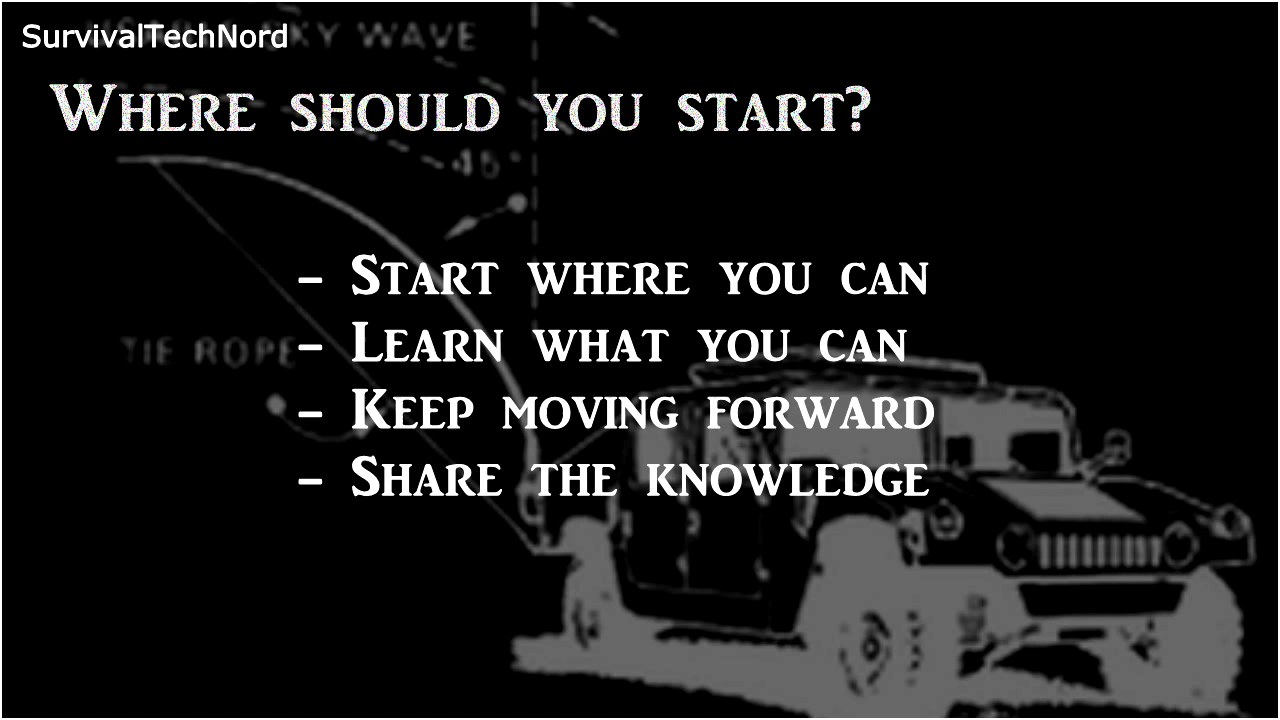 SurvivalTechNord
SKY WAVE
Where should you start?
45°
– Start where you can
– Learn what you can
TIE ROPE
– Keep moving forward
– Share the knowledge